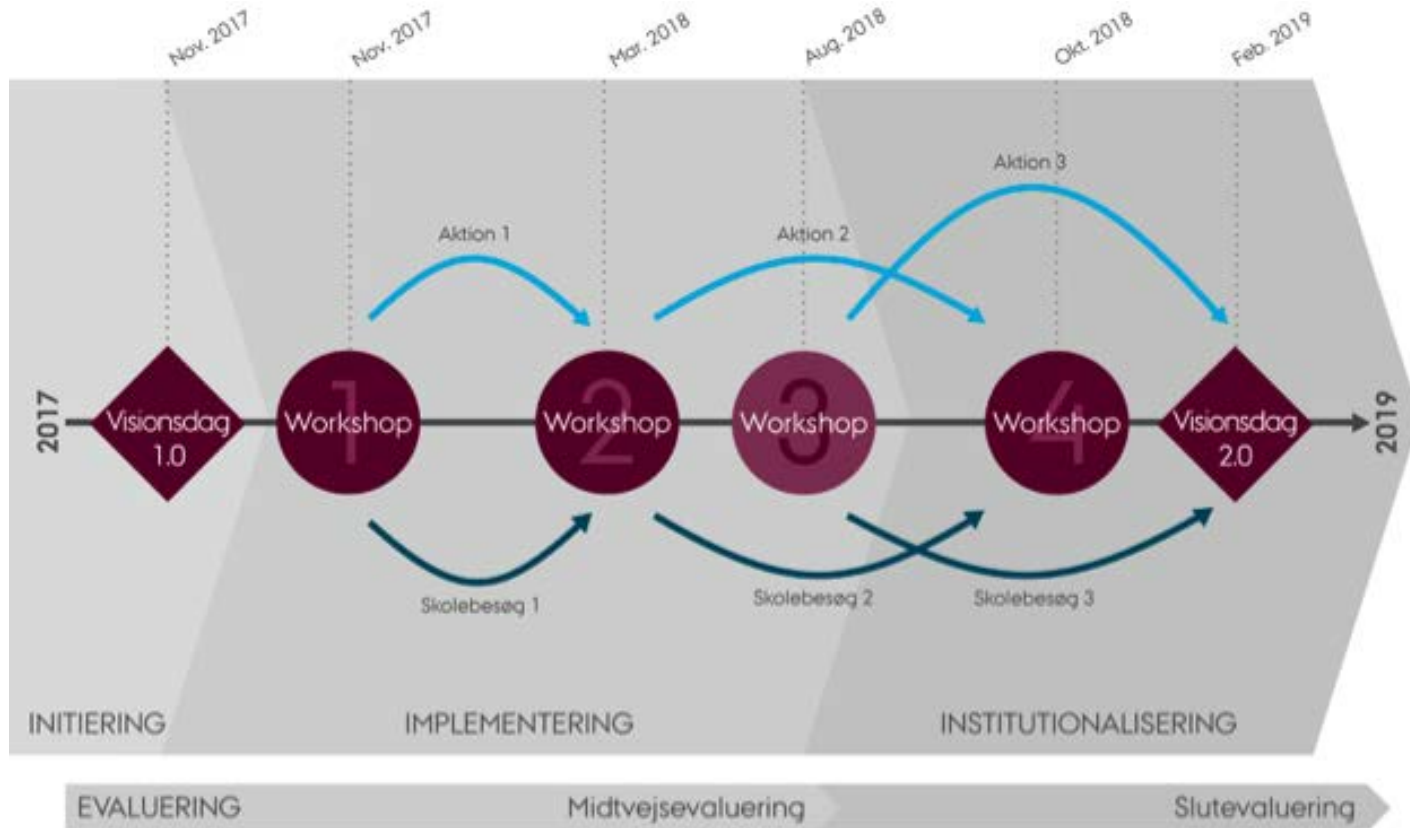 Nov. 2017
Nov. 2017
Mar. 2018
Aug. 2018
Okt. 2018
Feb. 2019
Aktion 3
Aktion 1
Aktion 2
2017
Visionsdag
1.0
1
Workshop
2
Workshop
3
Workshop
4
Workshop
Visionsdag
2.0
2019
Skolebesøg 1
Skolebesøg 2
Skolebesøg 3
INITIERING
IMPLEMENTERING
INSTITUTIONALISERING
EVALUERING
Midtvejsevaluering
Slutevaluering